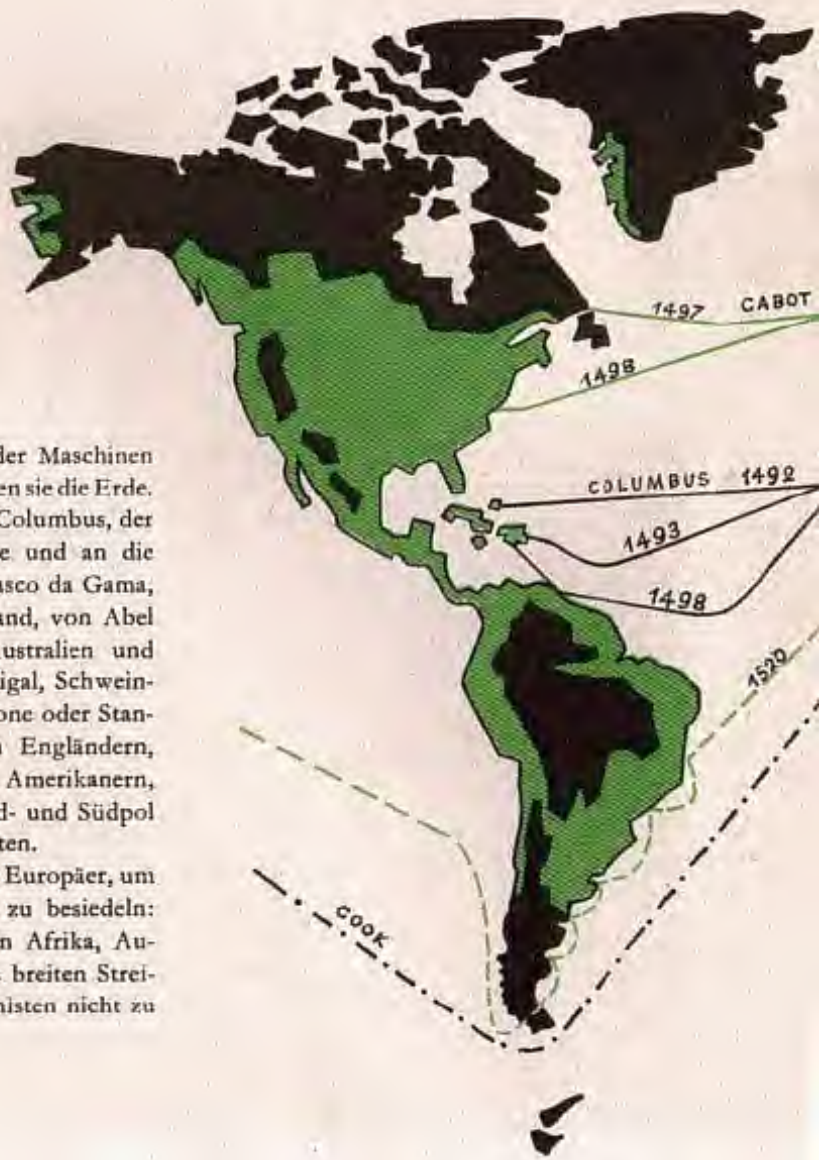 der Maschinen
en sie die Erde.
Columbus, der
e und an die
asco da Gama,
and, von Abel
ustralien und
igal, Schwein-
one oder Stan-
n Engländern,
Amerikanern,
d- und Südpol
ten.
Europäer, um
zu besiedeln:
n Afrika, Au-
s breiten Strei-
nisten nicht zu
1497 CABOT
1498
COLUMBUS 1492
1493
1498
1520
COOK